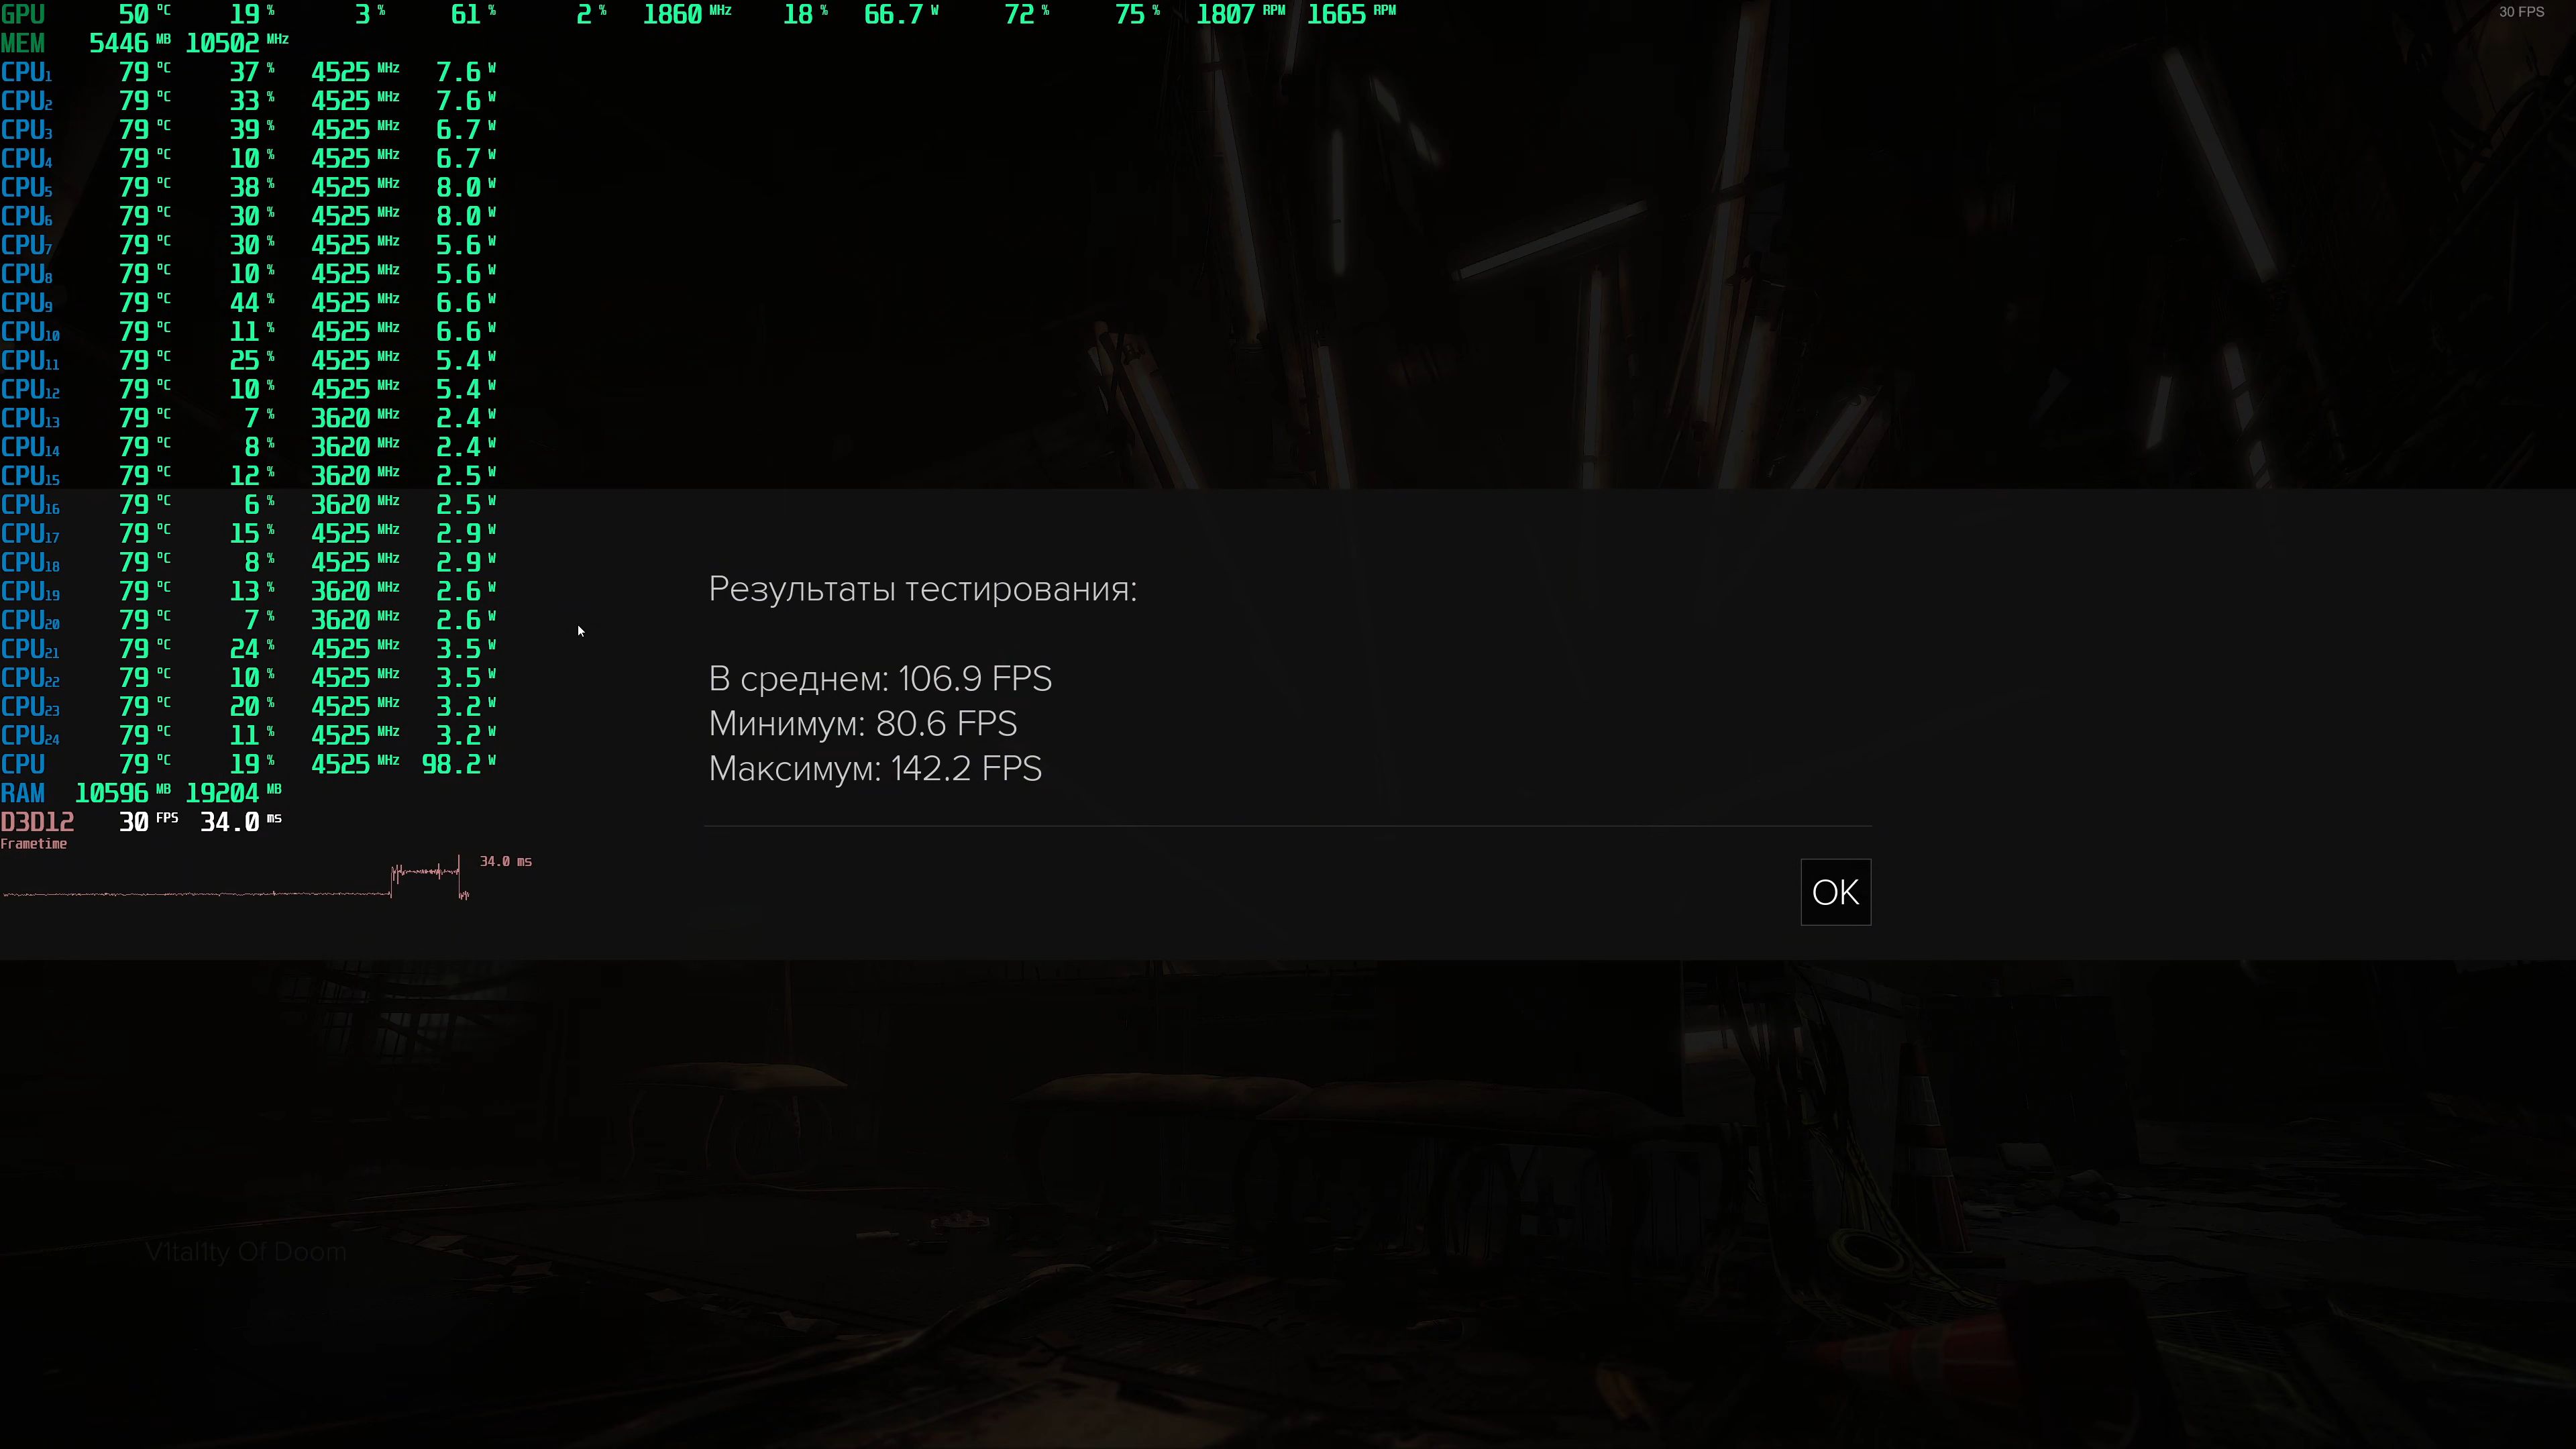 GPU 50 °C 19 % 3 % 61 % 2 % 1860 MHz 18 % 66.7 W 72 % 75 % 1807 RPM 1665 RPM
30 FPS
MEM 5446 MB 10502 MHz
CPU1 79 °C 37 % 4525 MHz 7.6 W
CPU2 79 °C 33 % 4525 MHz 7.6 W
CPU3 79 °C 39 % 4525 MHz 6.7 W
CPU4 79 °C 10 % 4525 MHz 6.7 W
CPU5 79 °C 38 % 4525 MHz 8.0 W
CPU6 79 °C 30 % 4525 MHz 8.0 W
CPU7 79 °C 30 % 4525 MHz 5.6 W
CPU8 79 °C 10 % 4525 MHz 5.6 W
CPU9 79 °C 44 % 4525 MHz 6.6 W
CPU10 79 °C 11 % 4525 MHz 6.6 W
CPU11 79 °C 25 % 4525 MHz 5.4 W
CPU12 79 °C 10 % 4525 MHz 5.4 W
CPU13 79 °C 7 % 3620 MHz 2.4 W
CPU14 79 °C 8 % 3620 MHz 2.4 W
CPU15 79 °C 12 % 3620 MHz 2.5 W
CPU16 79 °C 6 % 3620 MHz 2.5 W
CPU17 79 °C 15 % 4525 MHz 2.9 W
CPU18 79 °C 8 % 4525 MHz 2.9 W
CPU19 79 °C 13 % 3620 MHz 2.6 W
CPU20 79 °C 7 % 3620 MHz 2.6 W
CPU21 79 °C 24 % 4525 MHz 3.5 W
CPU22 79 °C 10 % 4525 MHz 3.5 W
CPU23 79 °C 20 % 4525 MHz 3.2 W
CPU24 79 °C 11 % 4525 MHz 3.2 W
CPU 79 °C 19 % 4525 MHz 98.2 W
RAM 10596 MB 19204 MB
D3D12 30 FPS 34.0 ms
Frametime
34.0 ms
Результаты тестирования:
В среднем: 106.9 FPS
Минимум: 80.6 FPS
Максимум: 142.2 FPS
OK
V1tal1ty Of Doom